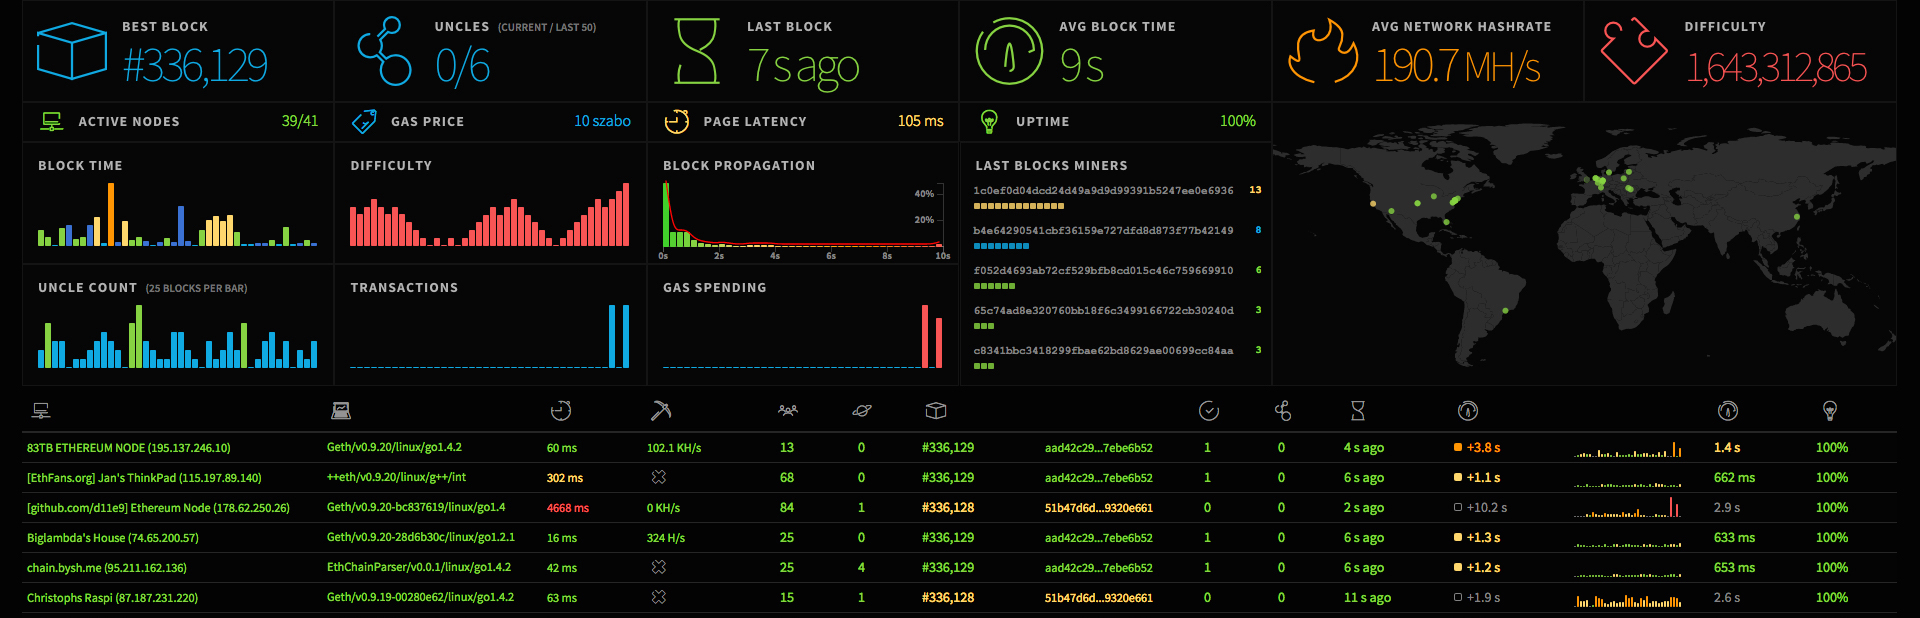 BEST BLOCK
#336,129
UNCLES (CURRENT / LAST 50)
0/6
LAST BLOCK
7 s ago
AVG BLOCK TIME
9 s
AVG NETWORK HASHRATE
190.7 MH/s
DIFFICULTY
1,643,312,865
ACTIVE NODES 39/41
GAS PRICE 10 szabo
PAGE LATENCY 105 ms
UPTIME 100%
BLOCK TIME
DIFFICULTY
BLOCK PROPAGATION
40%
20%
0s 2s 4s 6s 8s 10s
LAST BLOCKS MINERS
1c0ef0d04dcd24d49a9d9d99391b5247ee0e6936 13
b4e64290541cbf36159e727dfd8d873f77b42149 8
f052d4693ab72cf529bfb8cd015c46c759669910 6
65c74ad8e320760bb18f6c3499166722cb30240d 3
c8341bbc3418299fbae62bd8629ae00699cc84aa 3
UNCLE COUNT (25 BLOCKS PER BAR)
TRANSACTIONS
GAS SPENDING
83TB ETHEREUM NODE (195.137.246.10) Geth/v0.9.20/linux/go1.4.2 60 ms 102.1 KH/s 13 0 #336,129 aad42c29...7ebe6b52 1 0 4 s ago +3.8 s 1.4 s 100%
[EthFans.org] Jan's ThinkPad (115.197.89.140) ++eth/v0.9.20/linux/g++/int 302 ms 68 0 #336,129 aad42c29...7ebe6b52 1 0 6 s ago +1.1 s 662 ms 100%
[github.com/d11e9] Ethereum Node (178.62.250.26) Geth/v0.9.20-bc837619/linux/go1.4 4668 ms 0 KH/s 84 1 #336,128 51b47d6d...9320e661 0 0 2 s ago +10.2 s 2.9 s 100%
Biglambda's House (74.65.200.57) Geth/v0.9.20-28d6b30c/linux/go1.2.1 16 ms 324 H/s 25 0 #336,129 aad42c29...7ebe6b52 1 0 6 s ago +1.3 s 633 ms 100%
chain.bysh.me (95.211.162.136) EthChainParser/v0.0.1/linux/go1.4.2 42 ms 25 4 #336,129 aad42c29...7ebe6b52 1 0 6 s ago +1.2 s 653 ms 100%
Christophs Raspi (87.187.231.220) Geth/v0.9.19-00280e62/linux/go1.4.2 63 ms 15 1 #336,128 51b47d6d...9320e661 0 0 11 s ago +1.9 s 2.6 s 100%